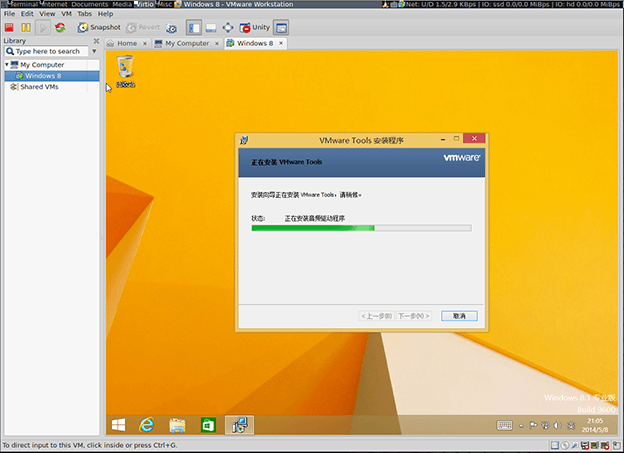 Terminal Internet Documents Media Virtio Misc Windows 8 - VMware Workstation Net: U/D 1.5/2.9 KBps | IO: ssd 0.0/0.0 MiBps | IO: hd 0.0/0.0 MiBps
File Edit View VM Tabs Help
Snapshot Revert Unity
Library
Home
My Computer
Windows 8
Type here to search
My Computer
Windows 8
Shared VMs
回收站
VMware Tools 安装程序
正在安装 VMware Tools
vmware
安装向导正在安装 VMware Tools，请稍候。
状态: 正在安装音频驱动程序
<上一步(B) 下一步(N) > 取消
Windows 8.1 专业版
Build 9600
21:05
2014/5/8
To direct input to this VM, click inside or press Ctrl+G.